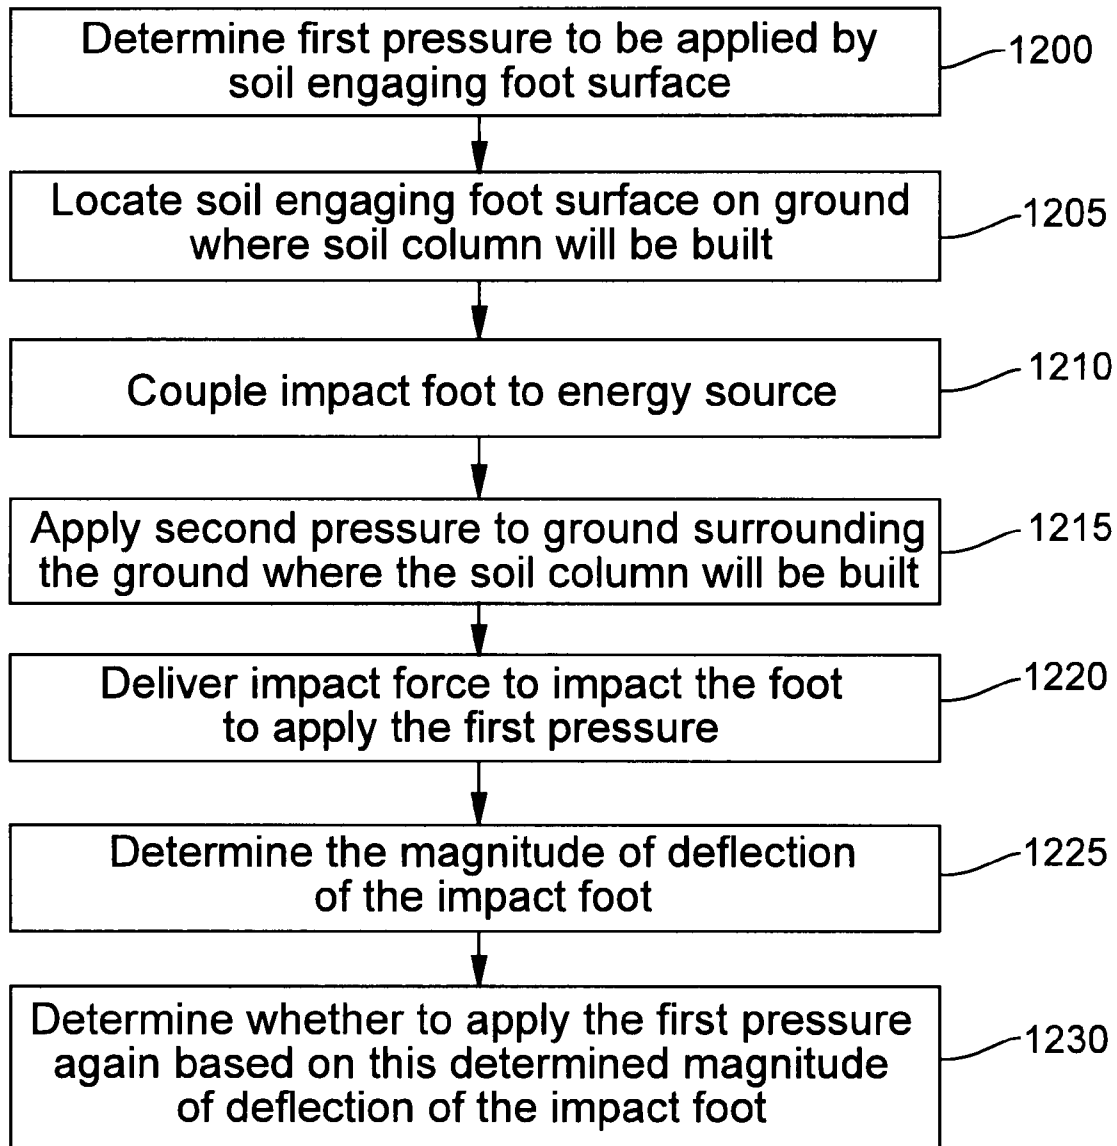 Determine first pressure to be applied by
soil engaging foot surface
1200
Locate soil engaging foot surface on ground
where soil column will be built
1205
Couple impact foot to energy source
1210
Apply second pressure to ground surrounding
the ground where the soil column will be built
1215
Deliver impact force to impact the foot
to apply the first pressure
1220
Determine the magnitude of deflection
of the impact foot
1225
Determine whether to apply the first pressure
again based on this determined magnitude
of deflection of the impact foot
1230